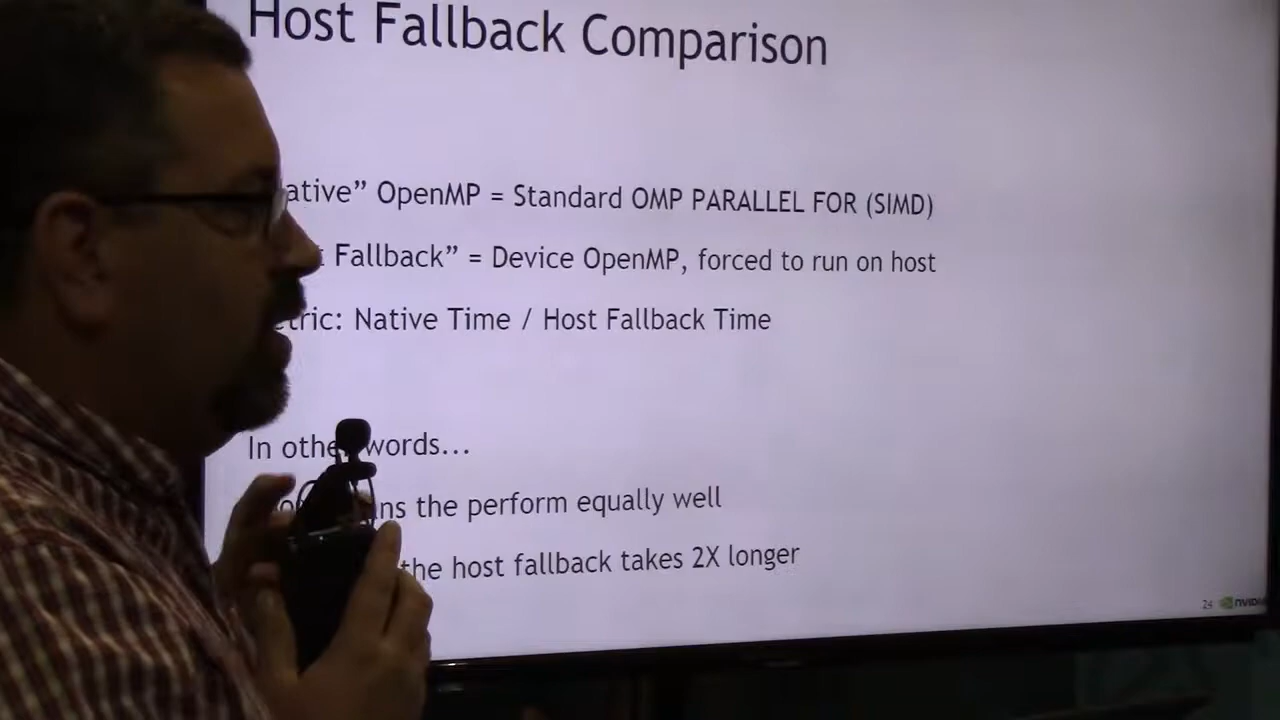 Host Fallback Comparison
ative” OpenMP = Standard OMP PARALLEL FOR (SIMD)
Fallback” = Device OpenMP, forced to run on host
tric: Native Time / Host Fallback Time
In other words...
ns the perform equally well
the host fallback takes 2X longer
24 NVIDIA